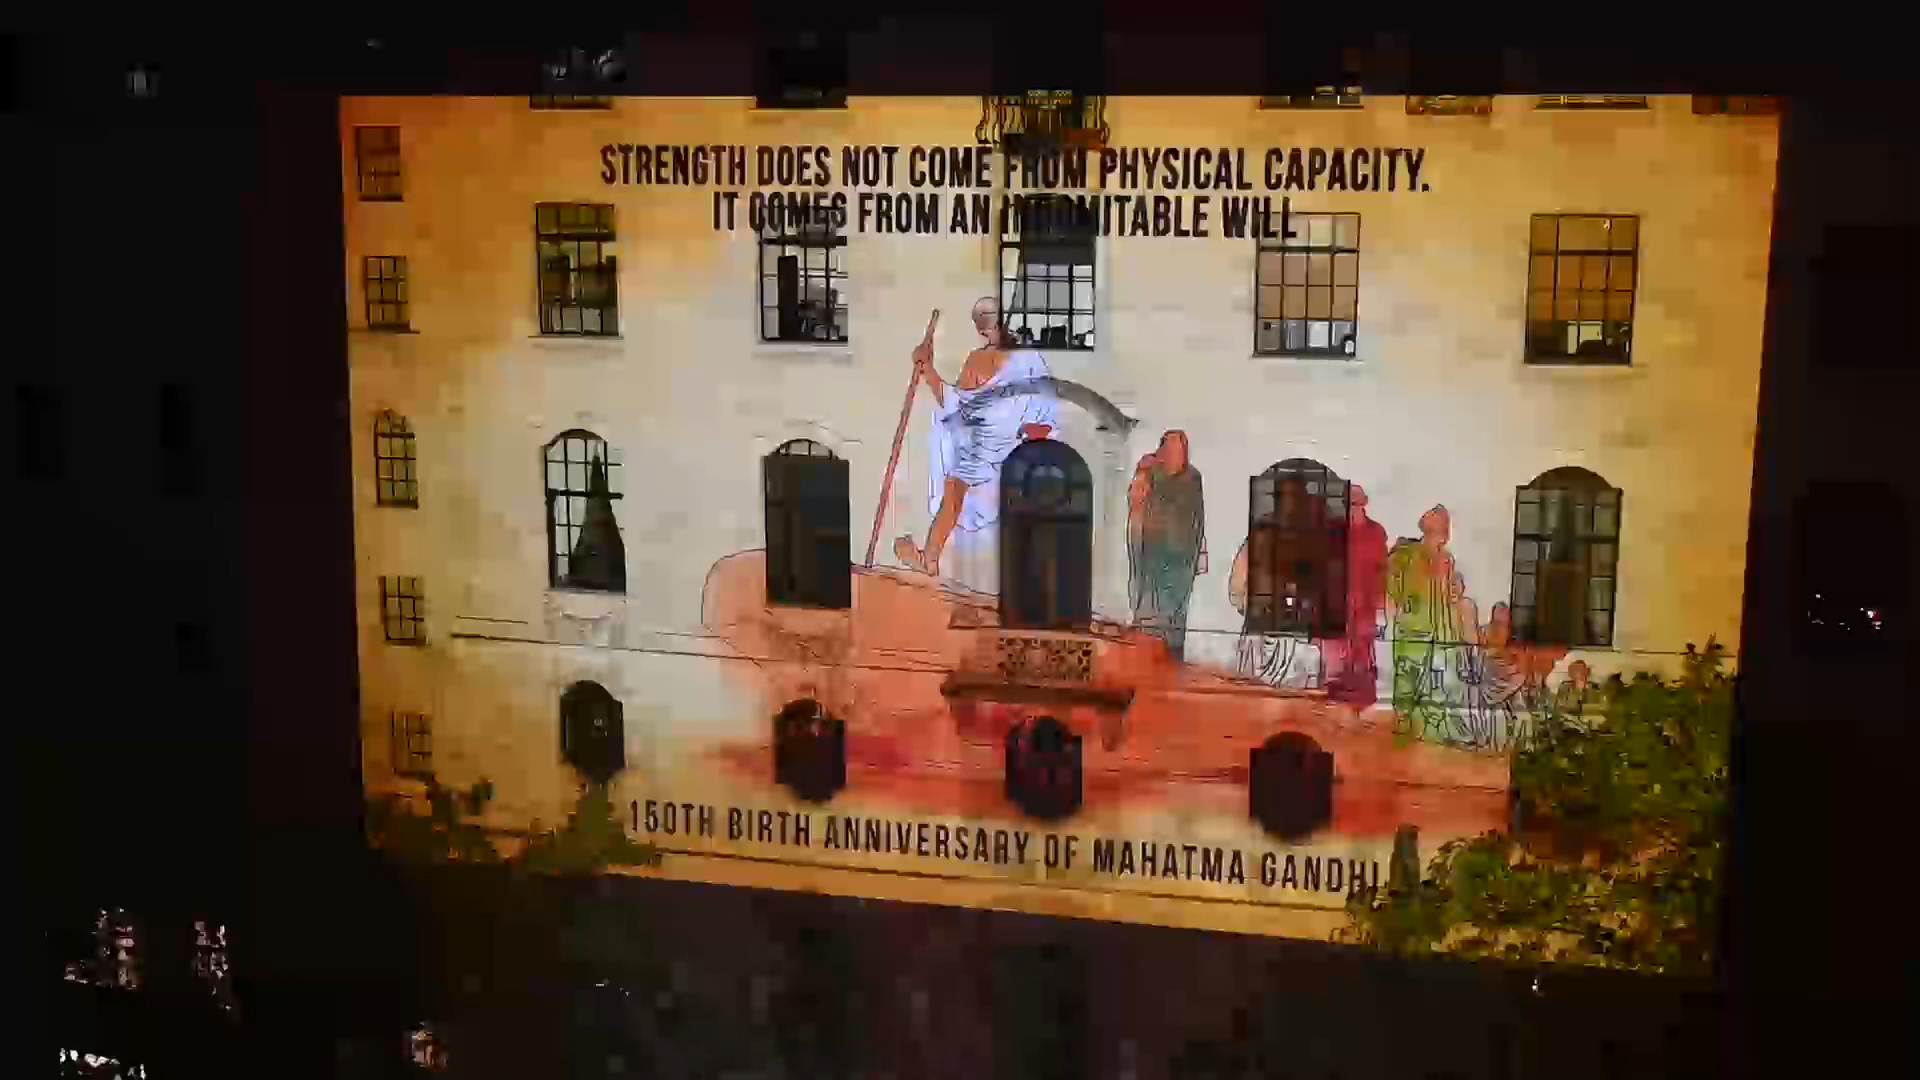 STRENGTH DOES NOT COME FROM PHYSICAL CAPACITY.
IT COMES FROM AN INDOMITABLE WILL
150TH BIRTH ANNIVERSARY OF MAHATMA GANDHI